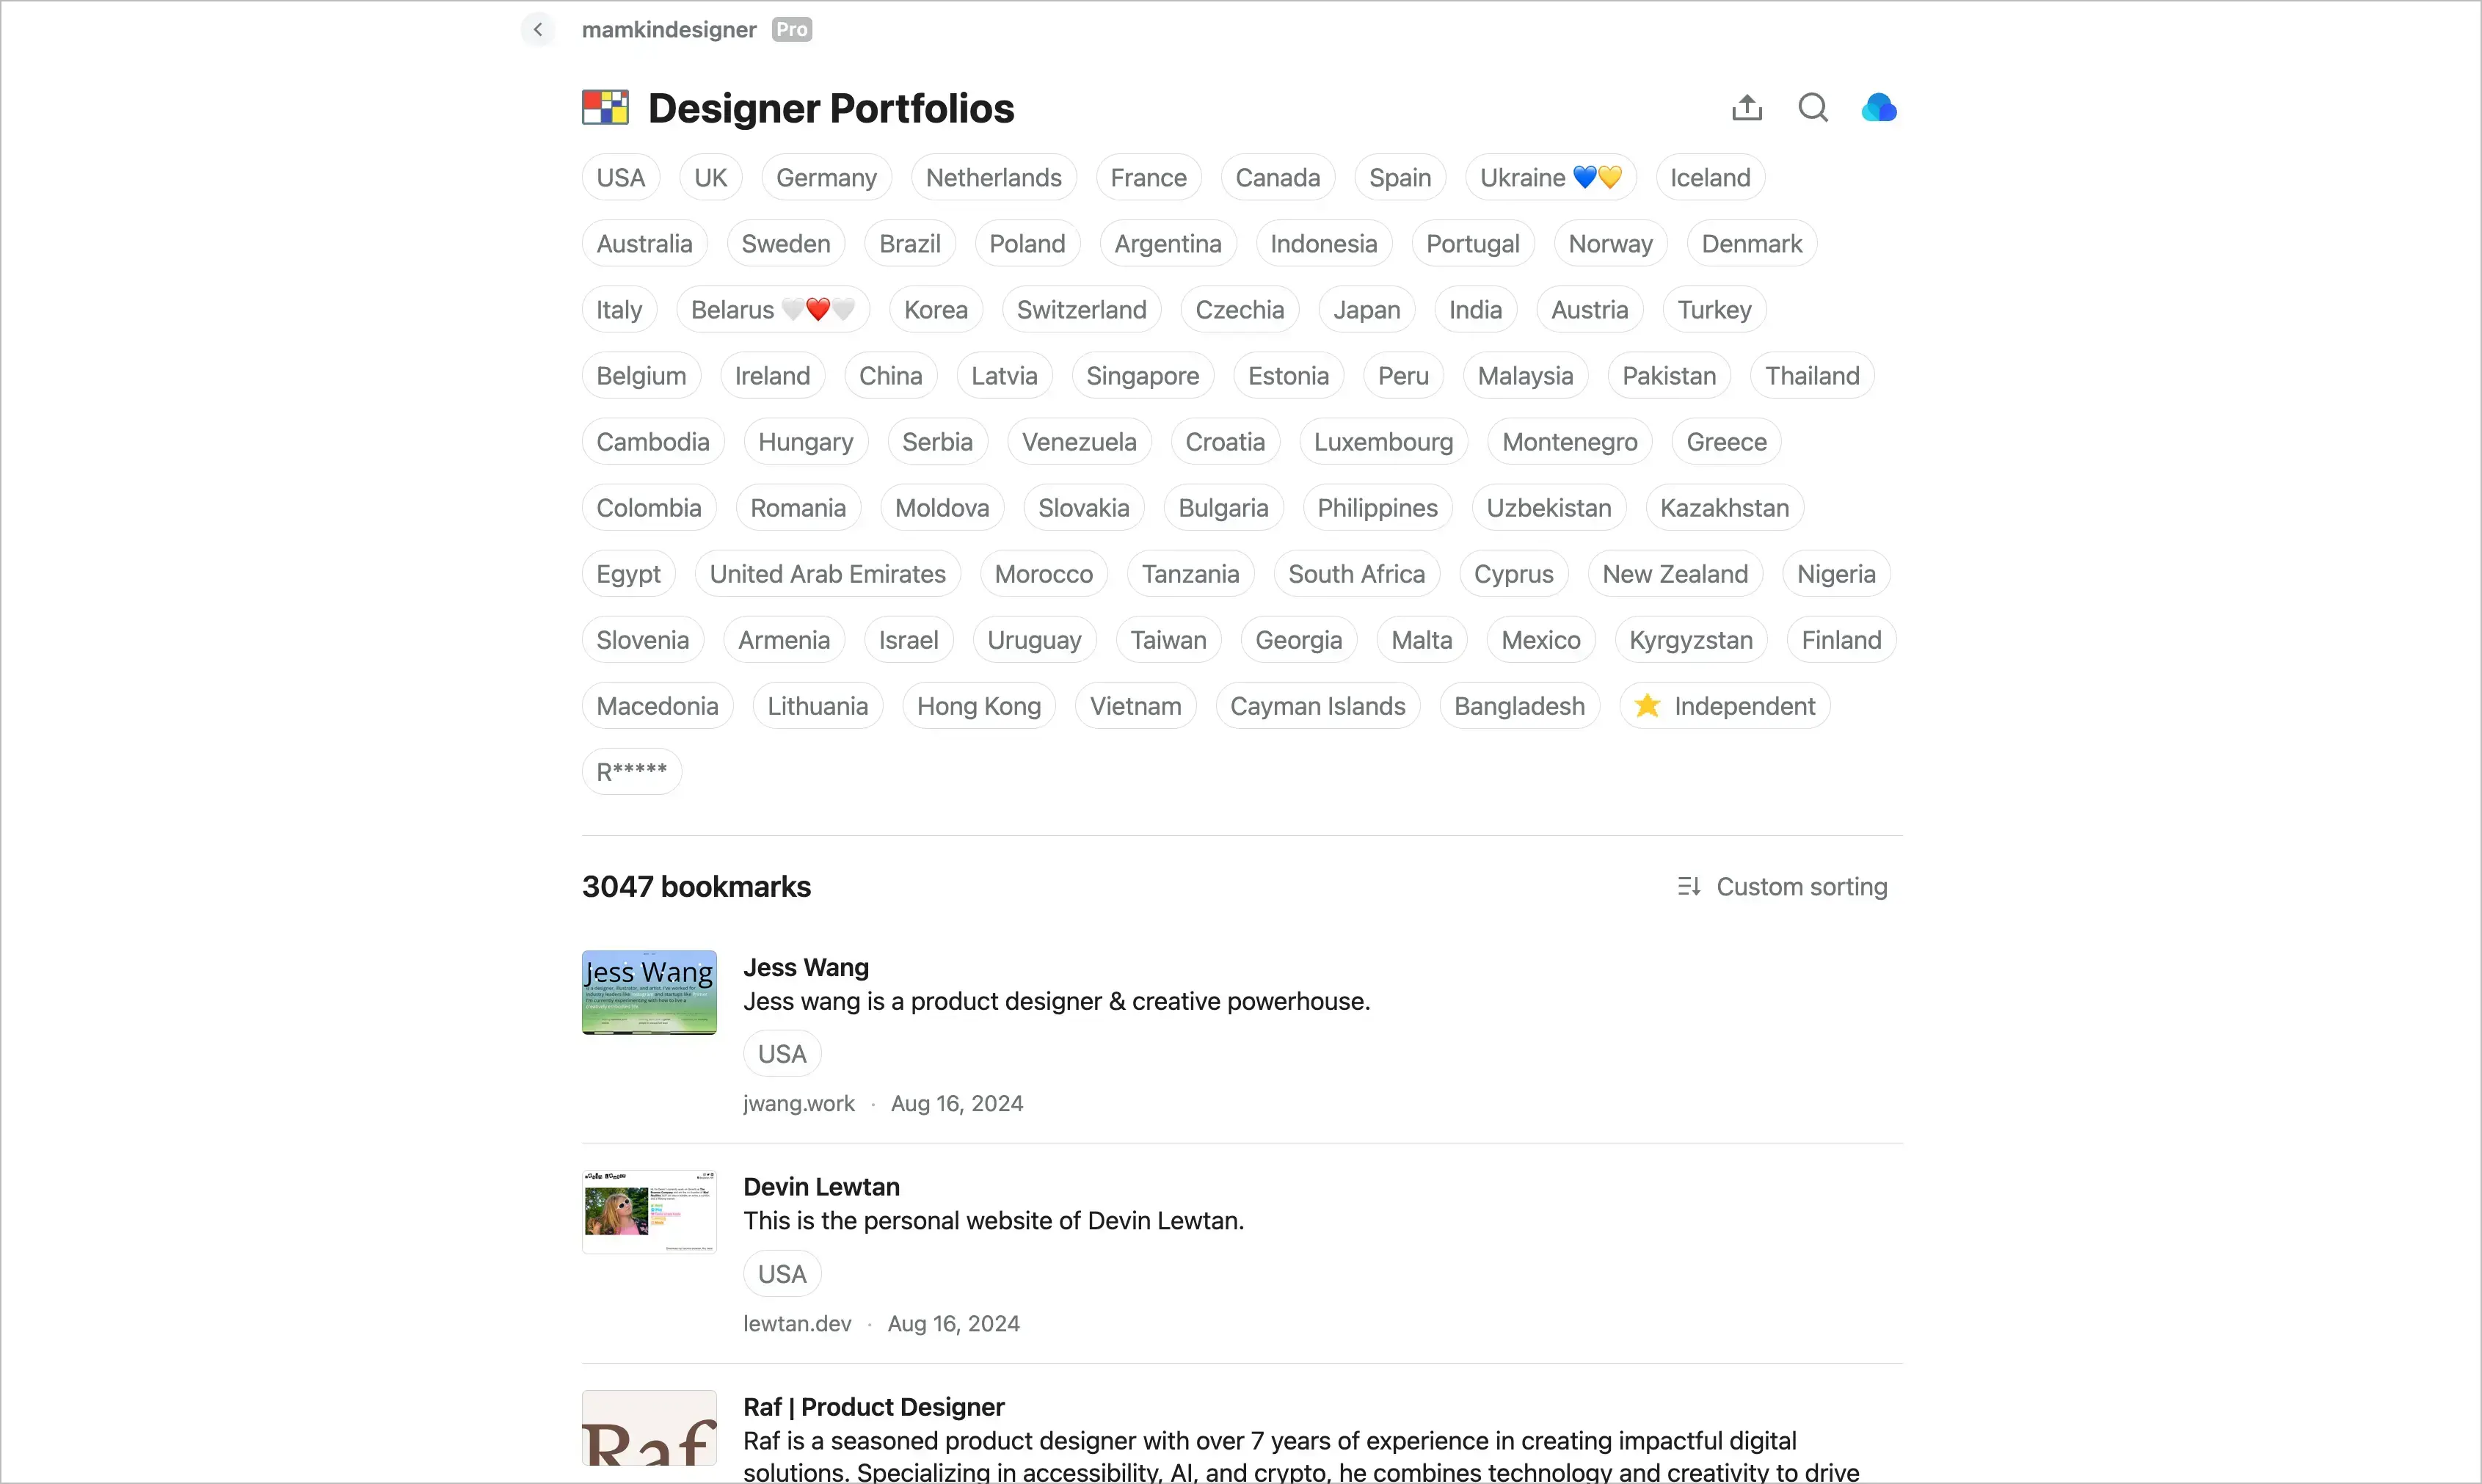 mamkindesigner Pro
Designer Portfolios
USA UK Germany Netherlands France Canada Spain Ukraine 💙💛 Iceland
Australia Sweden Brazil Poland Argentina Indonesia Portugal Norway Denmark
Italy Belarus 🤍❤️🤍 Korea Switzerland Czechia Japan India Austria Turkey
Belgium Ireland China Latvia Singapore Estonia Peru Malaysia Pakistan Thailand
Cambodia Hungary Serbia Venezuela Croatia Luxembourg Montenegro Greece
Colombia Romania Moldova Slovakia Bulgaria Philippines Uzbekistan Kazakhstan
Egypt United Arab Emirates Morocco Tanzania South Africa Cyprus New Zealand Nigeria
Slovenia Armenia Israel Uruguay Taiwan Georgia Malta Mexico Kyrgyzstan Finland
Macedonia Lithuania Hong Kong Vietnam Cayman Islands Bangladesh ⭐ Independent
R*****
3047 bookmarks
Custom sorting
Jess Wang
Jess Wang
Jess wang is a product designer & creative powerhouse.
USA
jwang.work · Aug 16, 2024
Devin Lewtan
This is the personal website of Devin Lewtan.
USA
lewtan.dev · Aug 16, 2024
Raf
Raf | Product Designer
Raf is a seasoned product designer with over 7 years of experience in creating impactful digital
solutions. Specializing in accessibility, AI, and crypto, he combines technology and creativity to drive